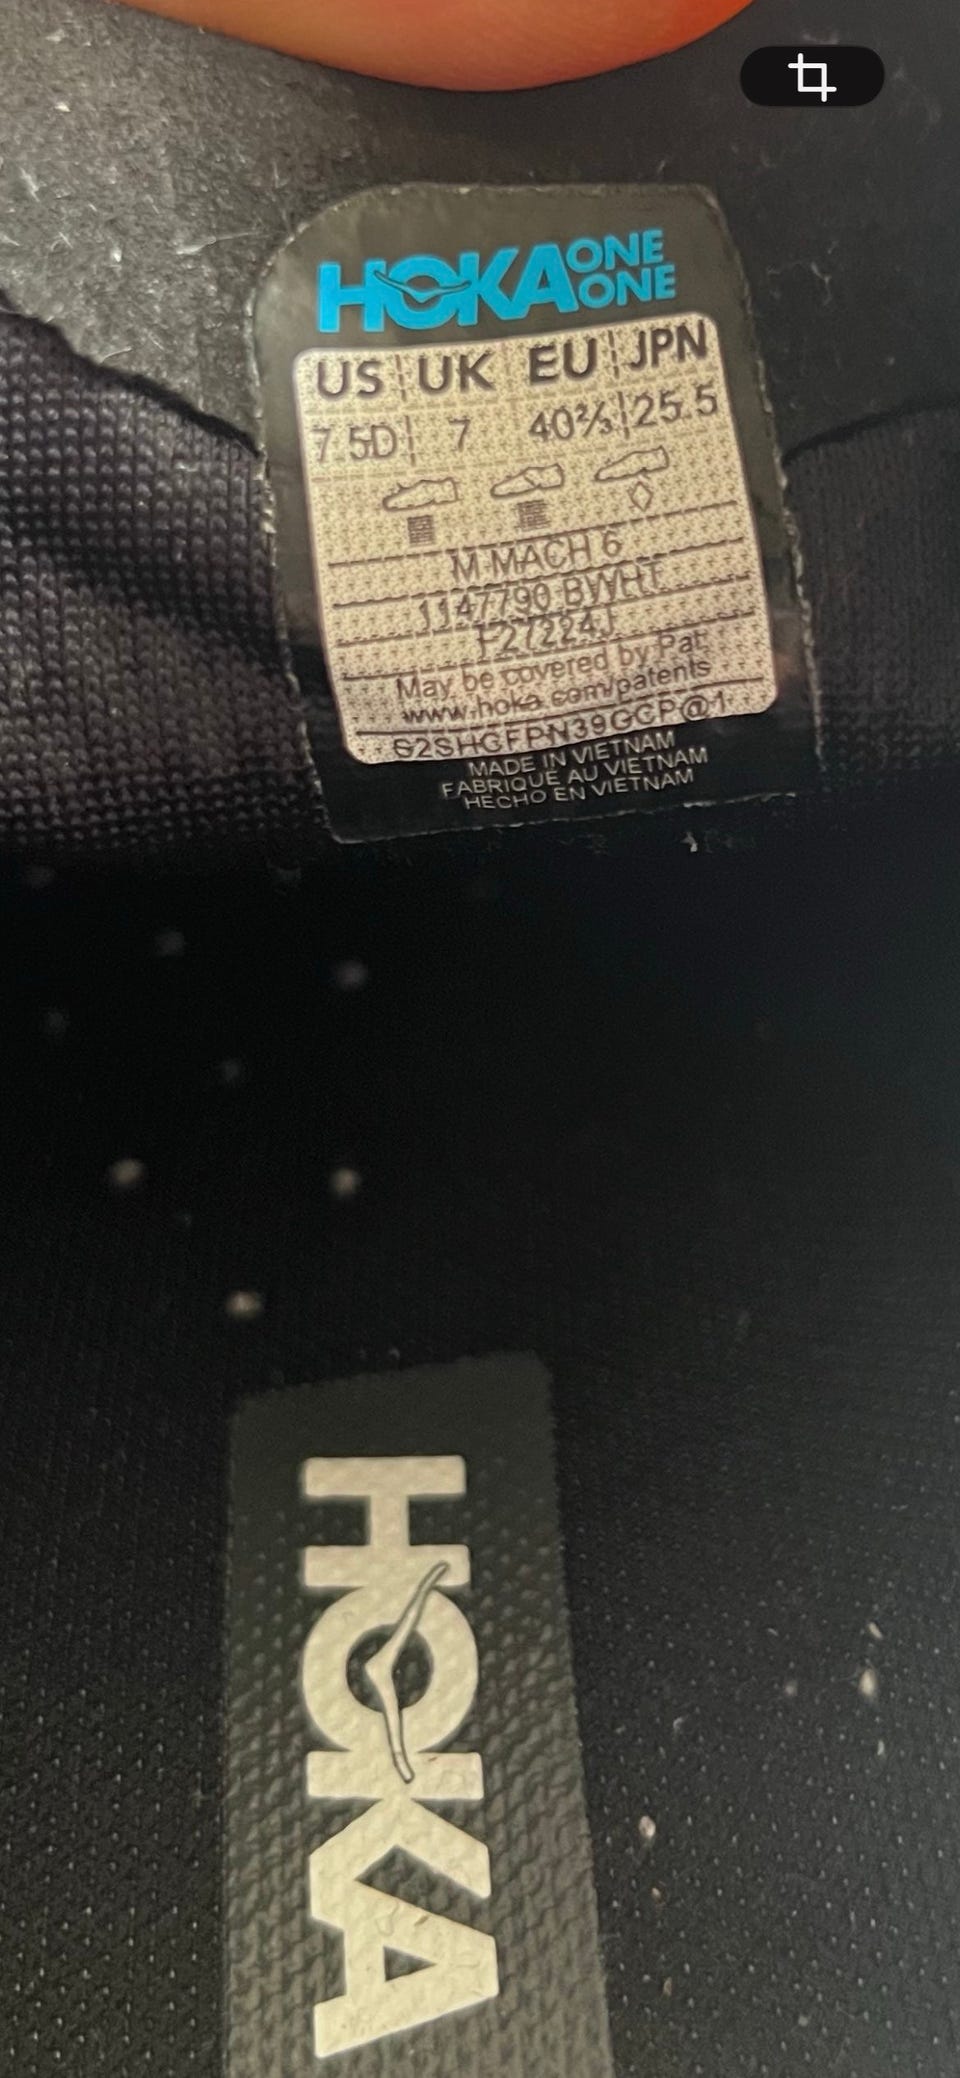 HOKA ONE ONE
US UK EU JPN
7.5D 7 40⅔ 25.5
M MACH 6
1147790 BWHT
F27224J
May be covered by Pat.
www.hoka.com/patents
S2SHGFPN39GCP@1
MADE IN VIETNAM
FABRIQUE AU VIETNAM
HECHO EN VIETNAM
HOKA